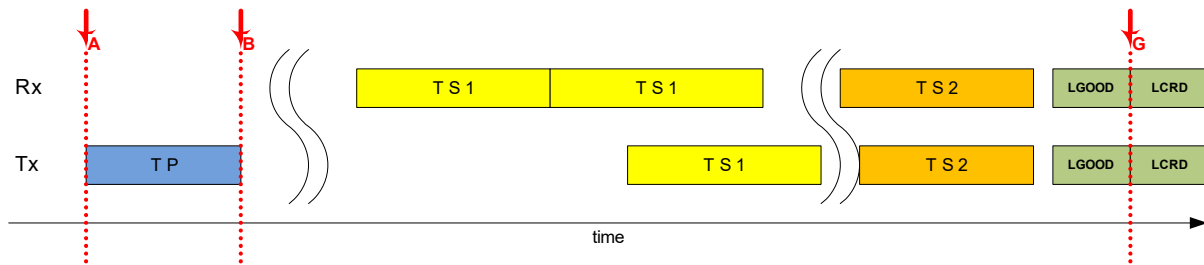 A B G
Rx T S 1 T S 1 T S 2 LGOOD LCRD
Tx T P T S 1 T S 2 LGOOD LCRD
time